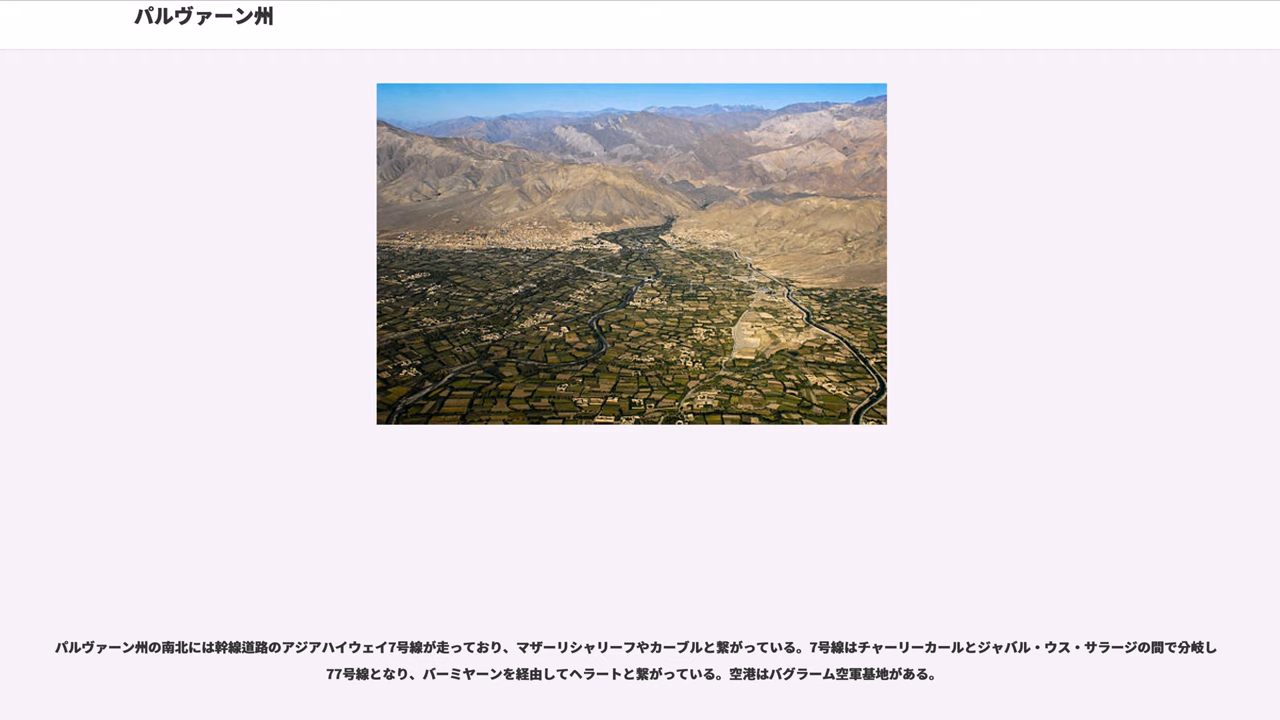 パルヴァーン州
パルヴァーン州の南北には幹線道路のアジアハイウェイ7号線が走っており、マザーリシャリーフやカーブルと繋がっている。7号線はチャーリーカールとジャバル・ウス・サラージの間で分岐し
77号線となり、バーミヤーンを経由してヘラートと繋がっている。空港はバグラーム空軍基地がある。